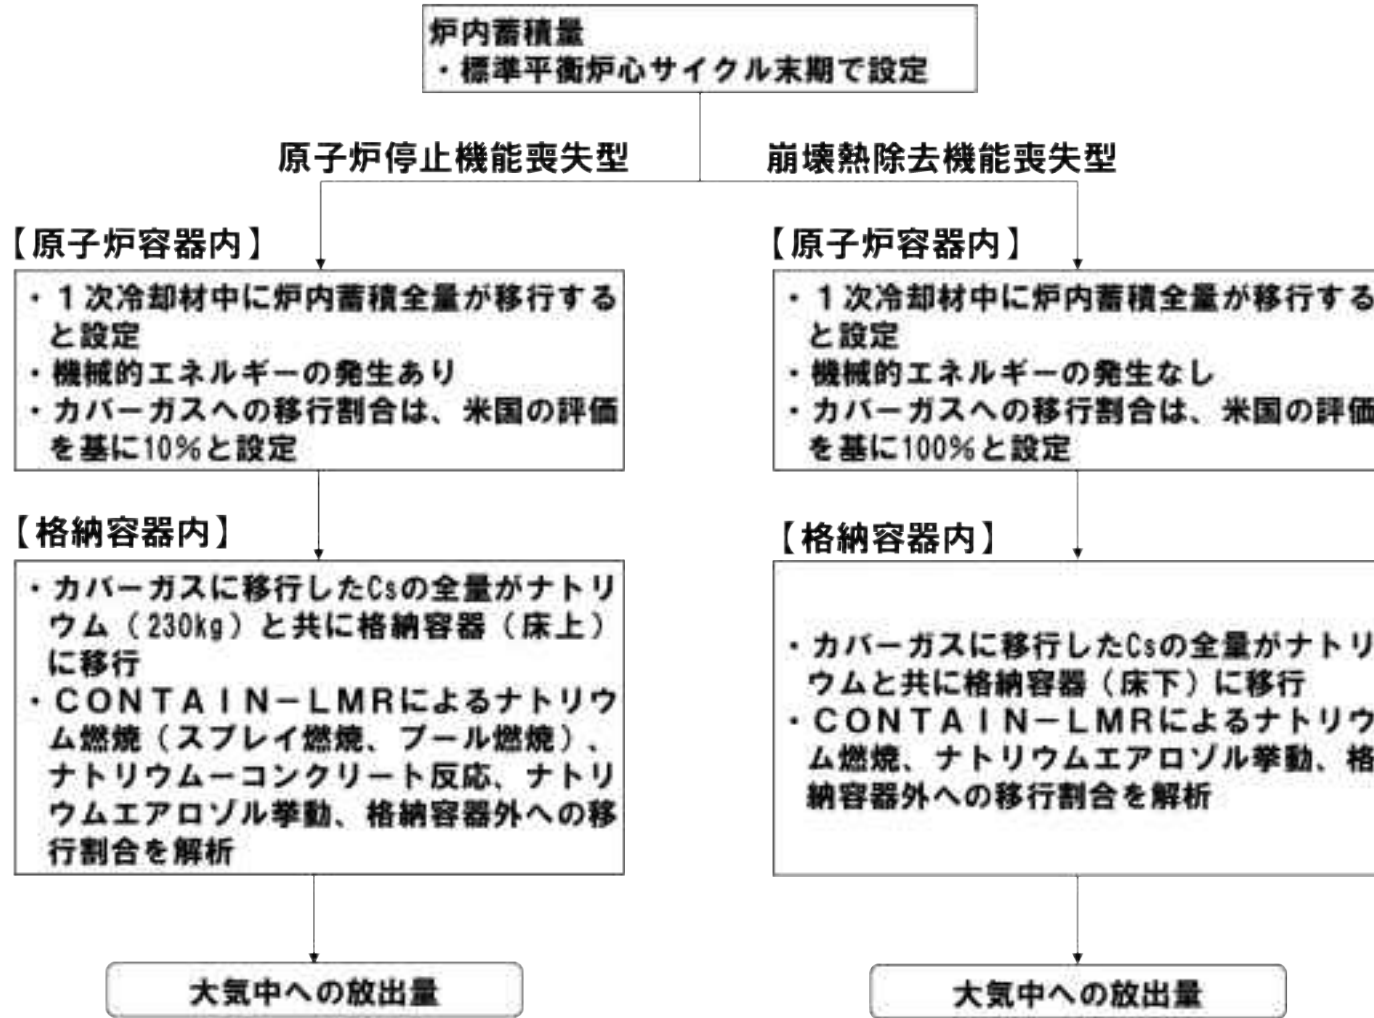 炉内蓄積量
・標準平衡炉心サイクル末期で設定
原子炉停止機能喪失型
崩壊熱除去機能喪失型
【原子炉容器内】
・１次冷却材中に炉内蓄積全量が移行する
と設定
・機械的エネルギーの発生あり
・カバーガスへの移行割合は、米国の評価
を基に10%と設定
【格納容器内】
・カバーガスに移行したCsの全量がナトリ
ウム（230kg）と共に格納容器（床上）
に移行
・ＣＯＮＴＡＩＮ－ＬＭＲによるナトリウ
ム燃焼（スプレイ燃焼、プール燃焼）、
ナトリウムーコンクリート反応、ナトリ
ウムエアロゾル挙動、格納容器外への移
行割合を解析
大気中への放出量
【原子炉容器内】
・１次冷却材中に炉内蓄積全量が移行する
と設定
・機械的エネルギーの発生なし
・カバーガスへの移行割合は、米国の評価
を基に100%と設定
【格納容器内】
・カバーガスに移行したCsの全量がナトリ
ウムと共に格納容器（床下）に移行
・ＣＯＮＴＡＩＮ－ＬＭＲによるナトリウ
ム燃焼、ナトリウムエアロゾル挙動、格
納容器外への移行割合を解析
大気中への放出量